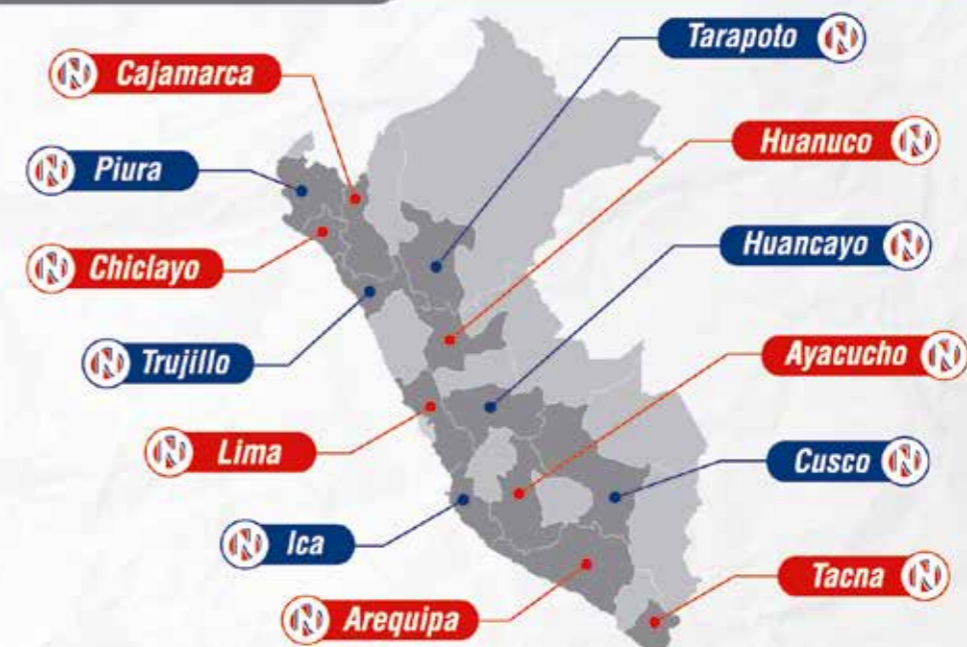 Tarapoto
Cajamarca
Huanuco
Piura
Huancayo
Chiclayo
Trujillo
Ayacucho
Lima
Cusco
Ica
Tacna
Arequipa